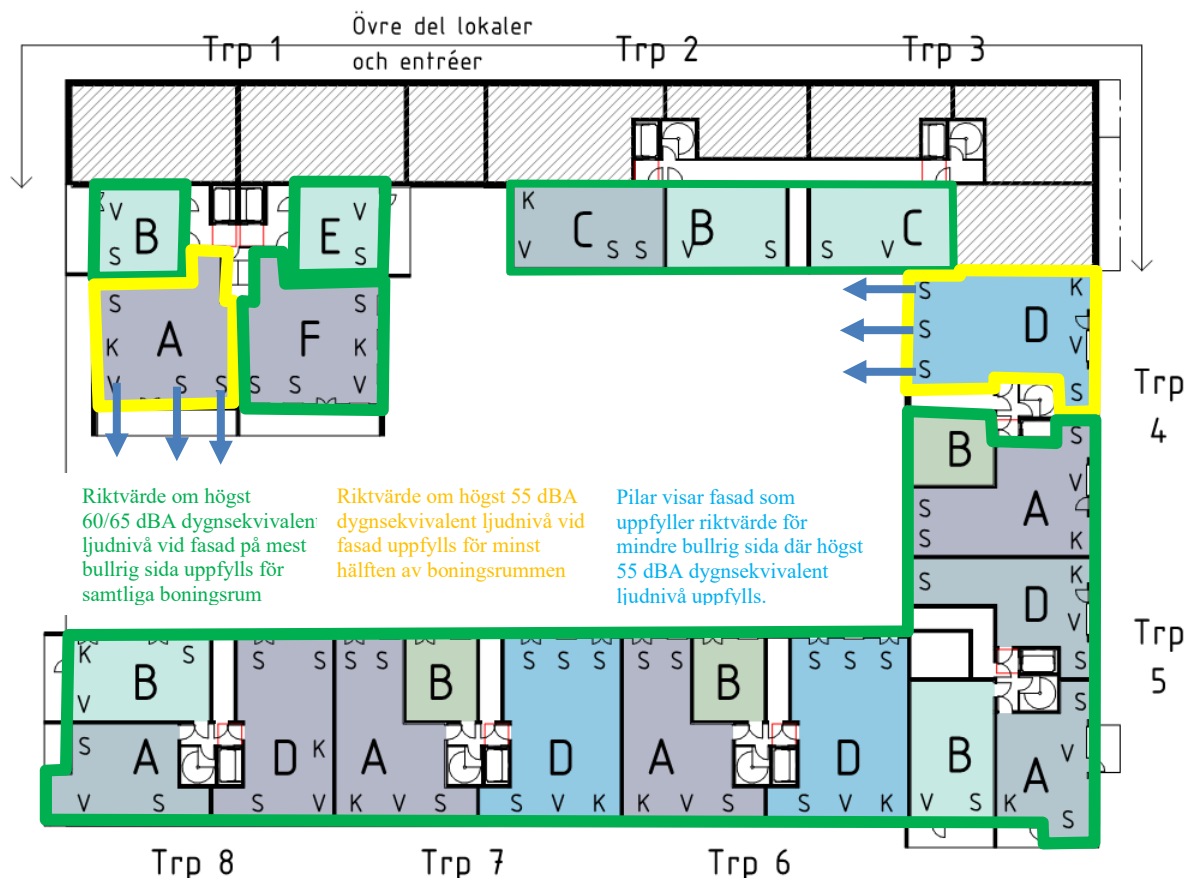 Övre del lokaler
Trp 1 Trp 2 Trp 3
och entréer
V B S
E V S
K V C S S
V B S
S V C
S S S D K V S
S K V A S S
F S K V S S
Trp
4
B
S S A S V K
S D K V S
Trp
5
Riktvärde om högst
60/65 dBA dygnsekvivalent
ljudnivå vid fasad på mest
bullrig sida uppfylls för
samtliga boningsrum
Riktvärde om högst 55 dBA
dygnsekvivalent ljudnivå vid
fasad uppfylls för minst
hälften av boningsrummen
Pilar visar fasad som
uppfyller riktvärde för
mindre bullrig sida där högst
55 dBA dygnsekvivalent
ljudnivå uppfylls.
K V B S
S A V S
S S D K S V
S S A K V S
B
S S S D S V K
S S A K V S
B
S S S D S V K
B V S
S V A K S
Trp 8 Trp 7 Trp 6